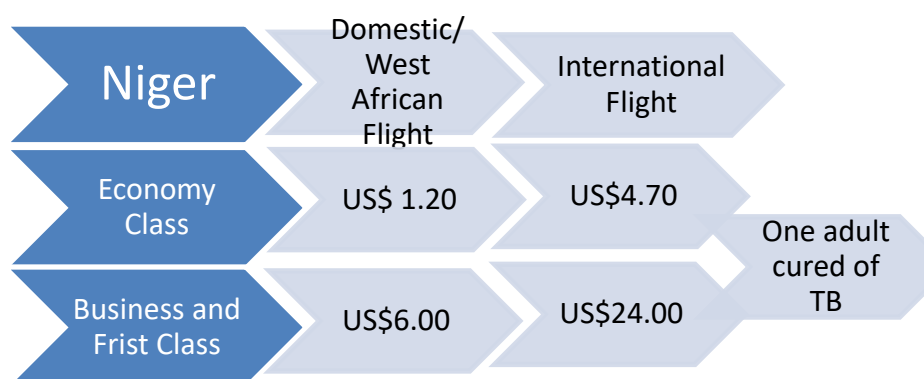 Niger
Domestic/
West
African
Flight
International
Flight
Economy
Class
US$ 1.20
US$4.70
One adult
cured of
TB
Business and
Frist Class
US$6.00
US$24.00